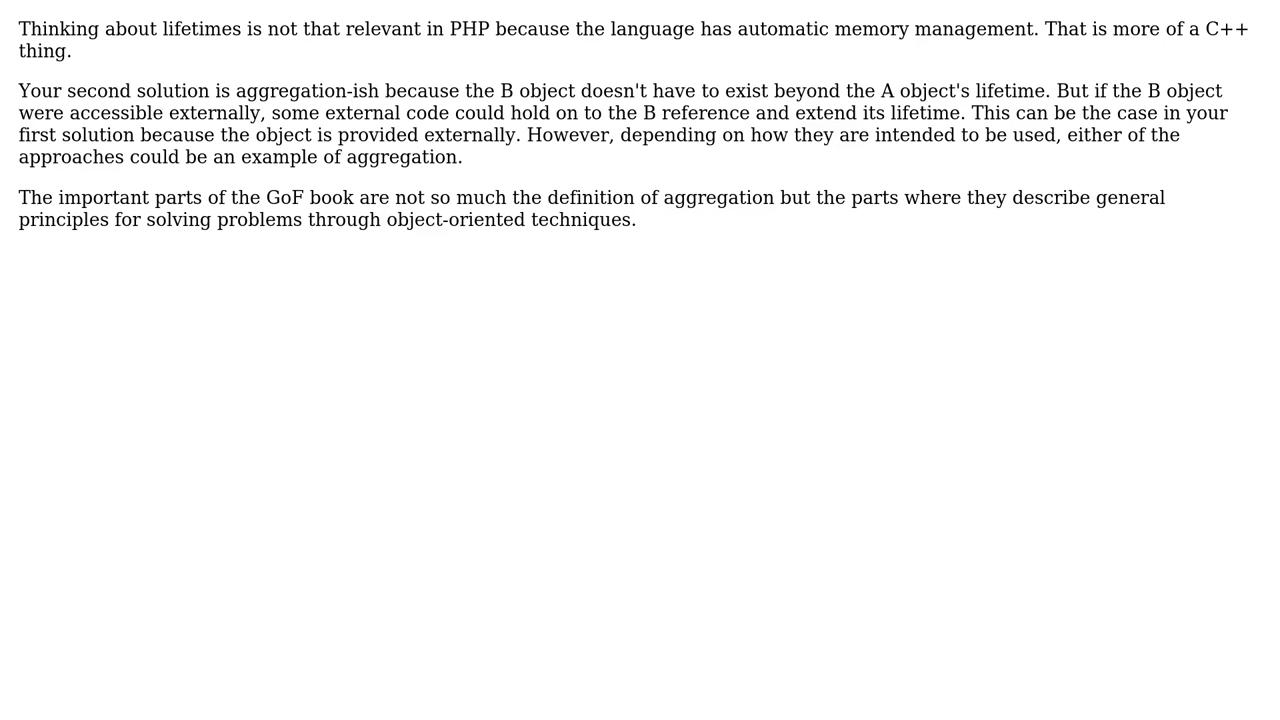 Thinking about lifetimes is not that relevant in PHP because the language has automatic memory management. That is more of a C++
thing.
Your second solution is aggregation-ish because the B object doesn't have to exist beyond the A object's lifetime. But if the B object
were accessible externally, some external code could hold on to the B reference and extend its lifetime. This can be the case in your
first solution because the object is provided externally. However, depending on how they are intended to be used, either of the
approaches could be an example of aggregation.
The important parts of the GoF book are not so much the definition of aggregation but the parts where they describe general
principles for solving problems through object-oriented techniques.